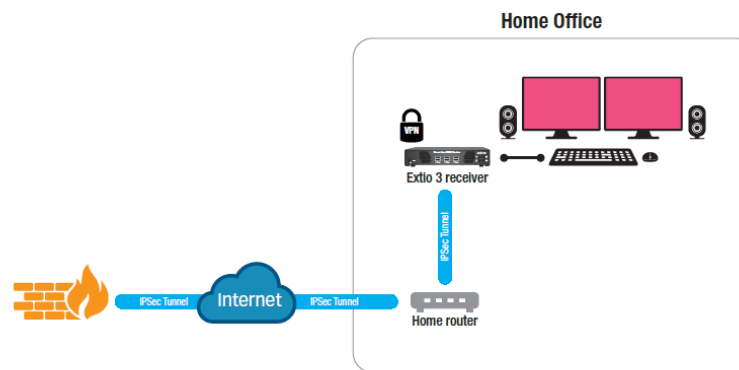 Home Office
VPN
Extio 3 receiver
IPSec Tunnel
IPSec Tunnel
Internet
IPSec Tunnel
Home router